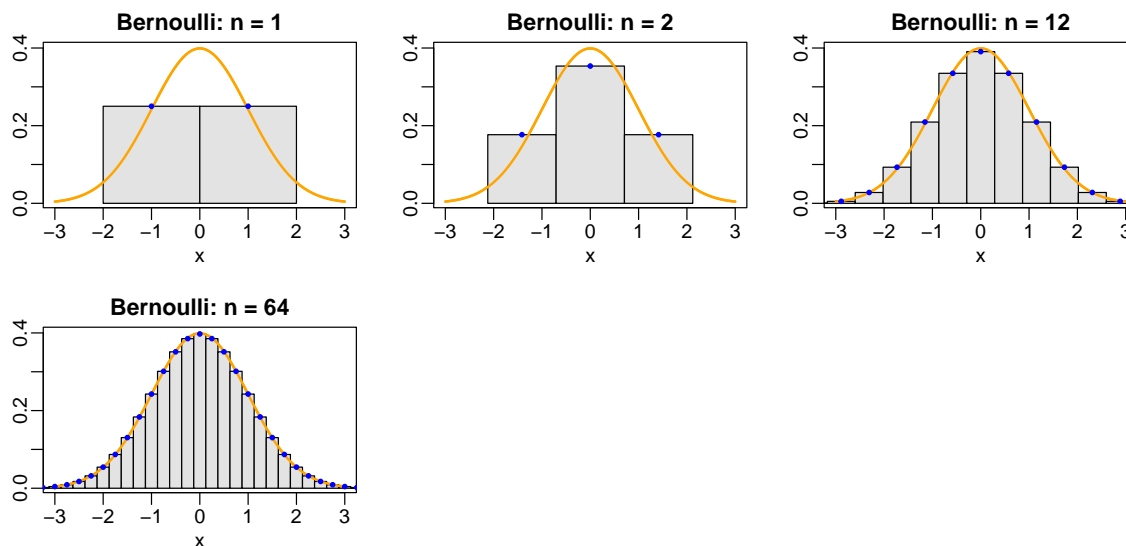 Bernoulli: n = 1
0.0 0.2 0.4
−3 −2 −1 0 1 2 3
x
Bernoulli: n = 2
0.0 0.2 0.4
−3 −2 −1 0 1 2 3
x
Bernoulli: n = 12
0.0 0.2 0.4
−3 −2 −1 0 1 2 3
x
Bernoulli: n = 64
0.0 0.2 0.4
−3 −2 −1 0 1 2 3
x